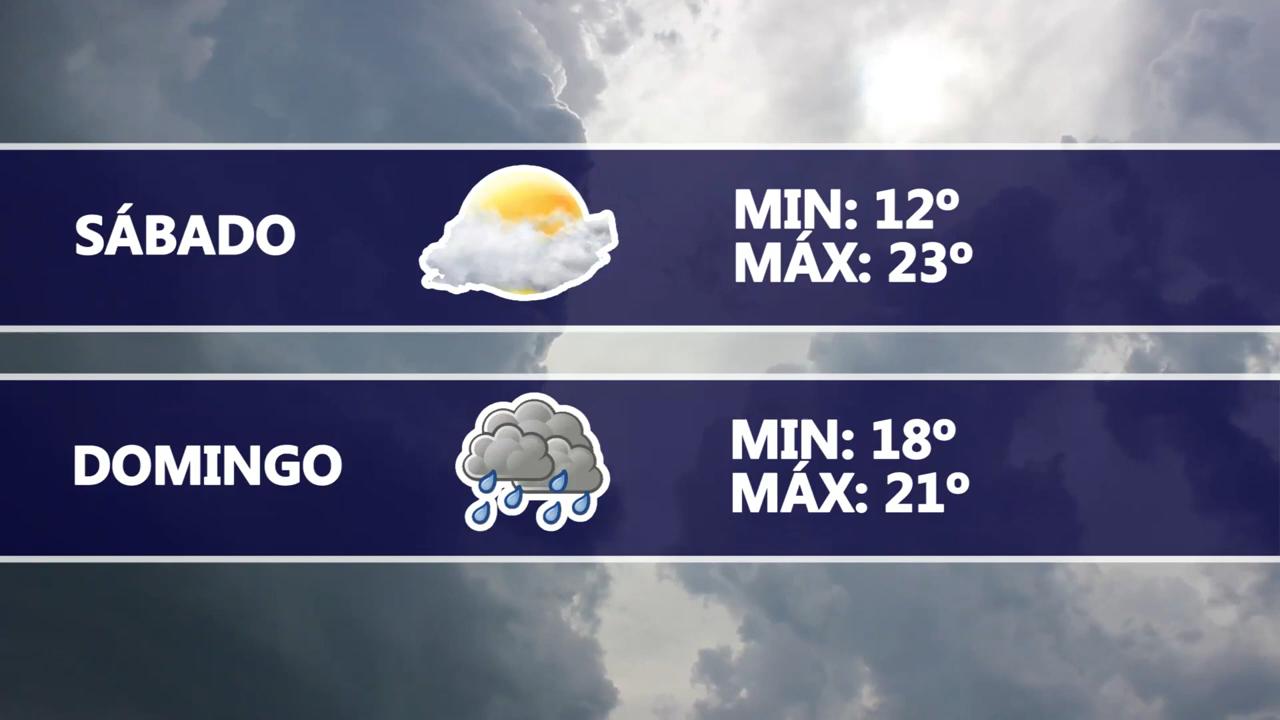 SÁBADO
MIN: 12º
MÁX: 23º
DOMINGO
MIN: 18º
MÁX: 21º